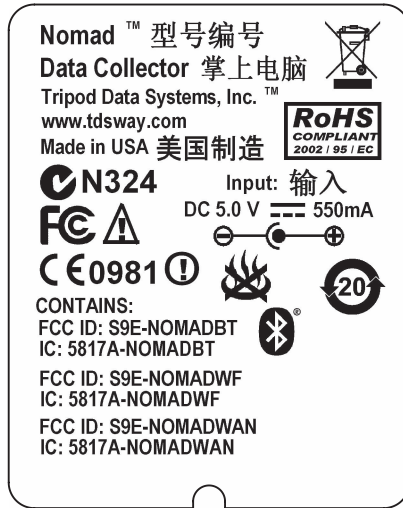 Nomad ™ 型号编号
Data Collector 掌上电脑
Tripod Data Systems, Inc. ™
www.tdsway.com
Made in USA 美国制造
RoHS
COMPLIANT
2002 / 95 / EC
N324
Input: 输入
DC 5.0 V 550mA
FC
CE0981
20
CONTAINS:
FCC ID: S9E-NOMADBT
IC: 5817A-NOMADBT
®
FCC ID: S9E-NOMADWF
IC: 5817A-NOMADWF
FCC ID: S9E-NOMADWAN
IC: 5817A-NOMADWAN